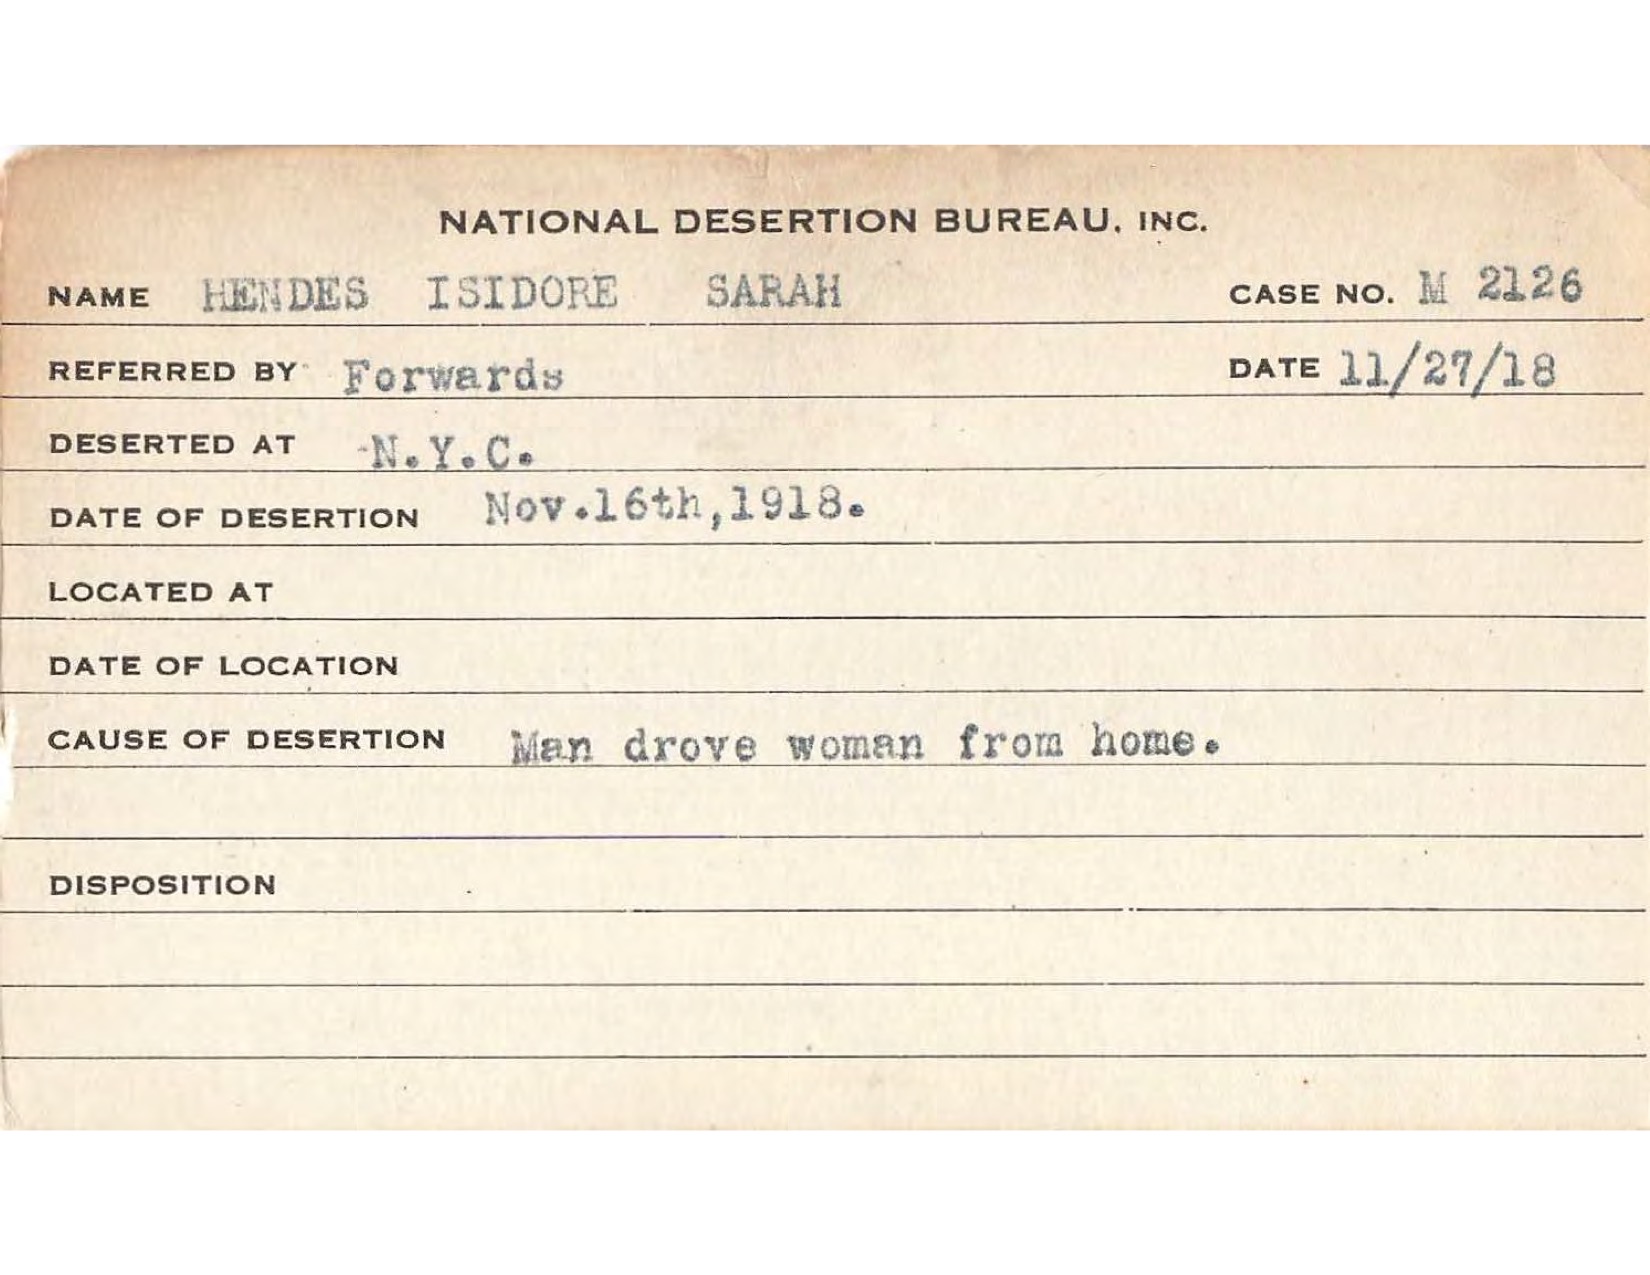 NATIONAL DESERTION BUREAU, INC.
NAME HENDES ISIDORE SARAH CASE NO. M 2126
REFERRED BY Forwards DATE 11/27/18
DESERTED AT N.Y.C.
DATE OF DESERTION Nov.16th,1918.
LOCATED AT
DATE OF LOCATION
CAUSE OF DESERTION Man drove woman from home.
DISPOSITION